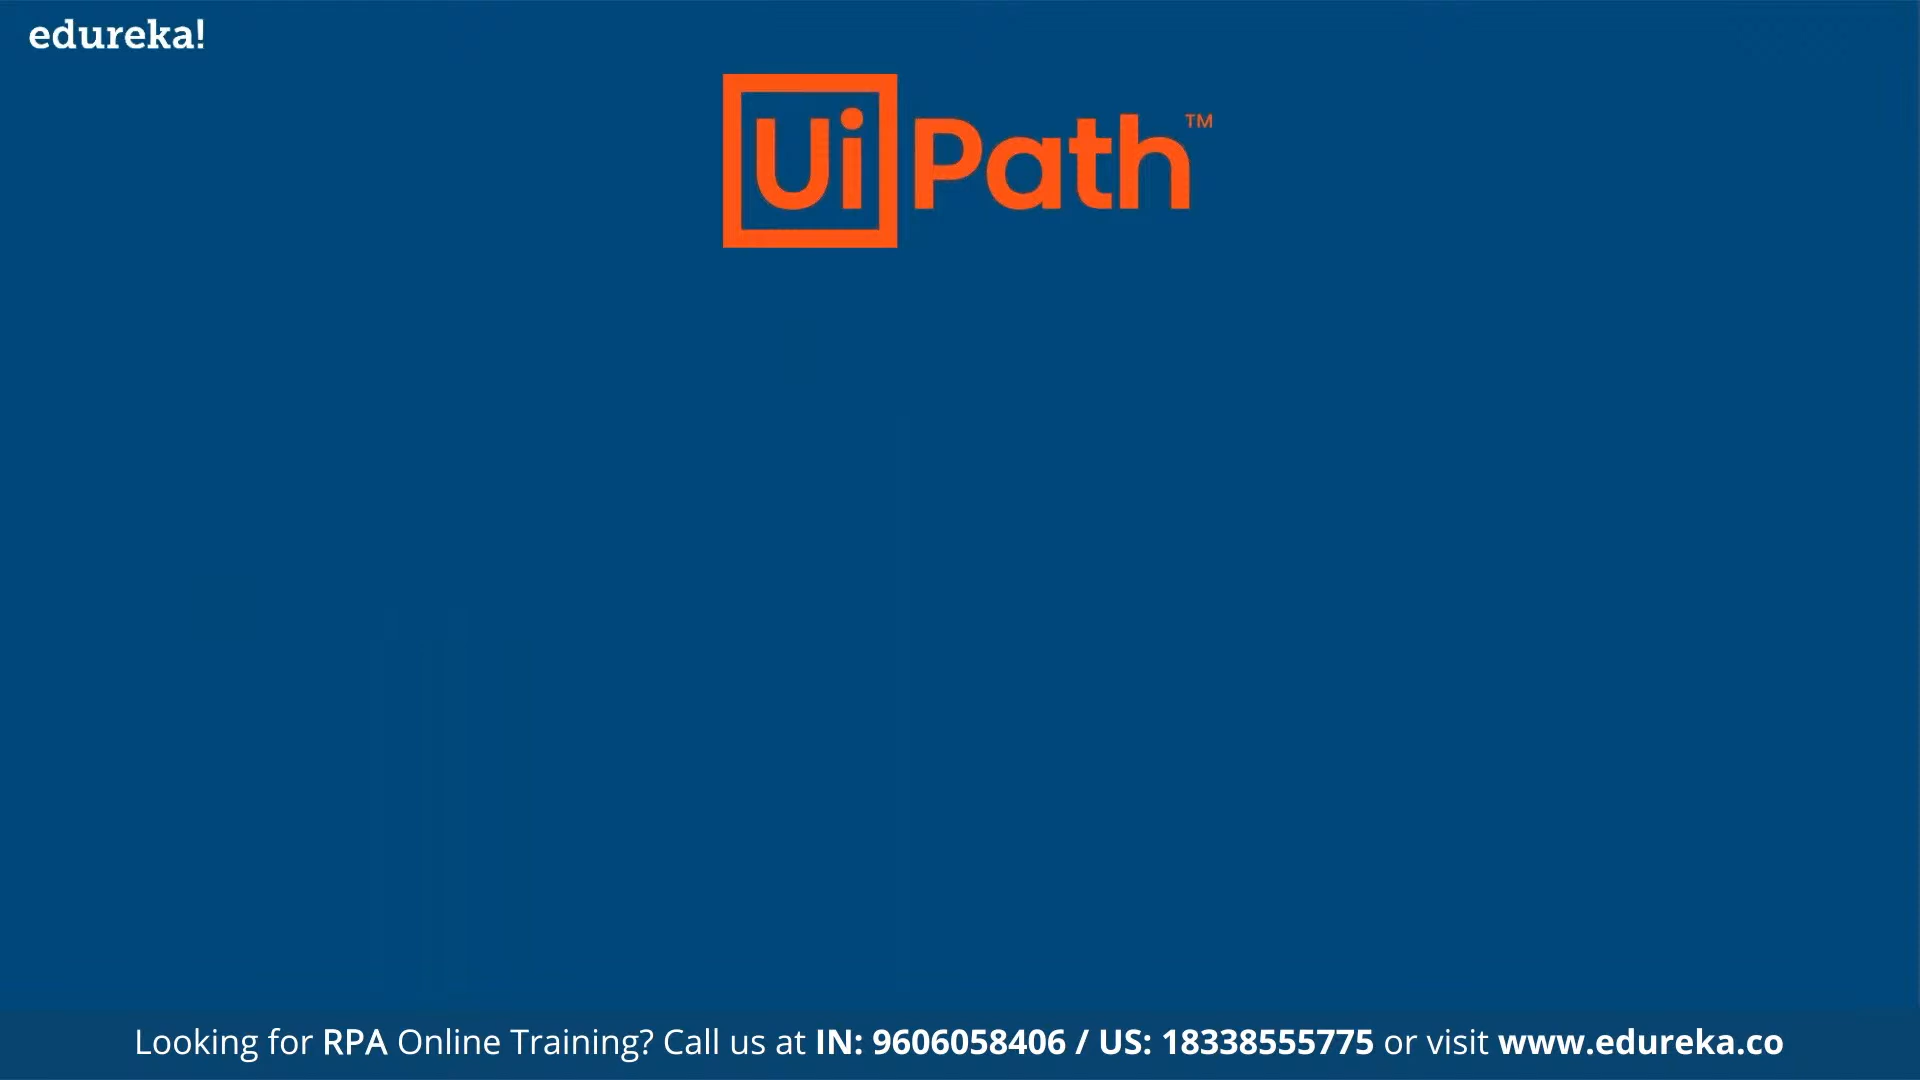 edureka!
UiPath™
Looking for RPA Online Training? Call us at IN: 9606058406 / US: 18338555775 or visit www.edureka.co